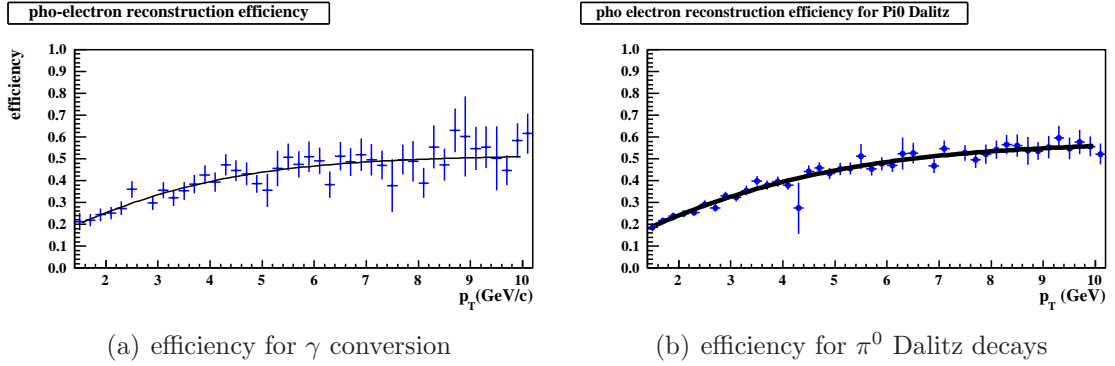 pho-electron reconstruction efficiency
efficiency
1.0
0.9
0.8
0.7
0.6
0.5
0.4
0.3
0.2
0.1
0.0
2 3 4 5 6 7 8 9 10
p_T(GeV/c)
(a) efficiency for γ conversion
pho electron reconstruction efficiency for Pi0 Dalitz
1.0
0.9
0.8
0.7
0.6
0.5
0.4
0.3
0.2
0.1
0.0
2 3 4 5 6 7 8 9 10
p_T (GeV)
(b) efficiency for π⁰ Dalitz decays